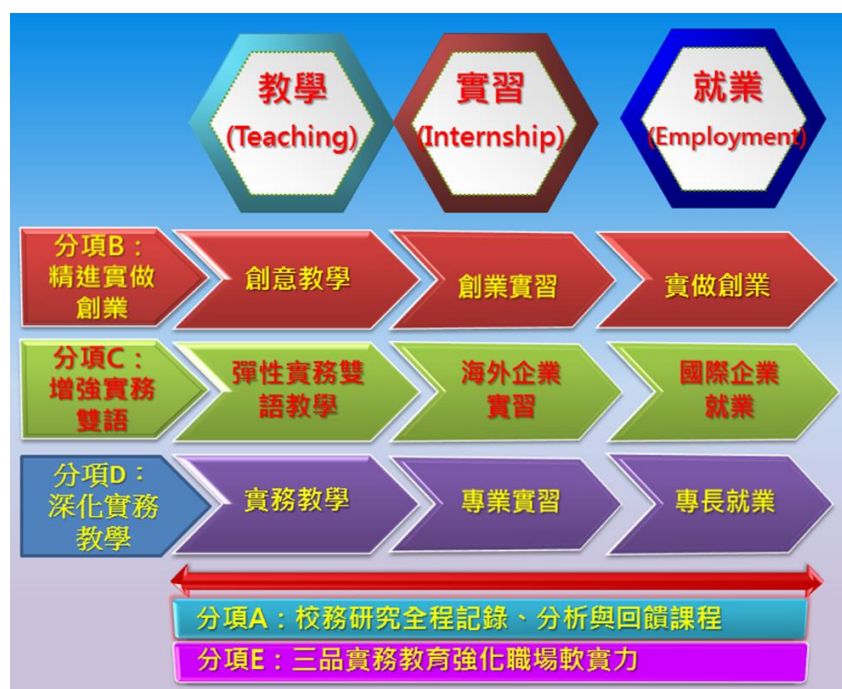 教學
(Teaching)
實習
(Internship)
就業
(Employment)
分項B：
精進實做
創業
創意教學
創業實習
實做創業
分項C：
增強實務
雙語
彈性實務雙
語教學
海外企業
實習
國際企業
就業
分項D：
深化實務
教學
實務教學
專業實習
專長就業
分項A：校務研究全程記錄、分析與回饋課程
分項E：三品實務教育強化職場軟實力